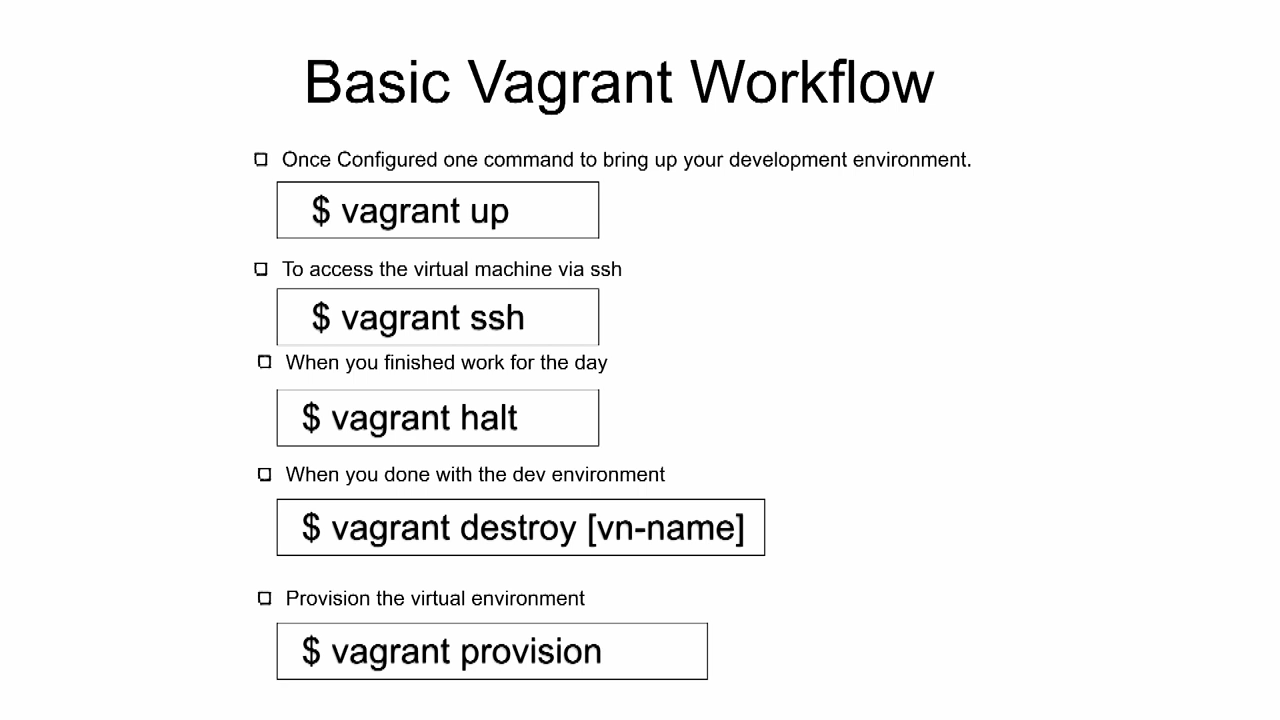 Basic Vagrant Workflow
Once Configured one command to bring up your development environment.
$ vagrant up
To access the virtual machine via ssh
$ vagrant ssh
When you finished work for the day
$ vagrant halt
When you done with the dev environment
$ vagrant destroy [vn-name]
Provision the virtual environment
$ vagrant provision